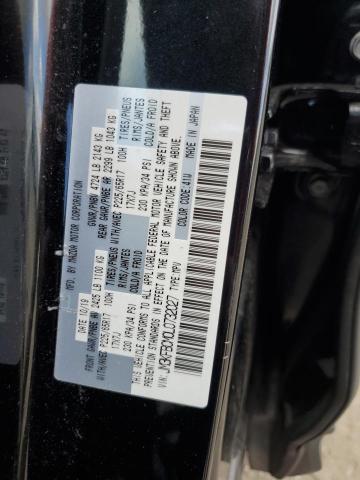 MFD. BY MAZDA MOTOR CORPORATION
DATE: 10/19 GVWR/PNBV 4724 LB 2143 KG
FRONT GAWR/PNBE AV 2425 LB 1100 KG REAR GAWR/PNBE AR 2299 LB 1043 KG
WITH/AVEC P225/65R17 100H TIRES/PNEUS WITH/AVEC P225/65R17 100H TIRES/PNEUS
17X7J RIMS/JANTES 17X7J RIMS/JANTES
230 KPA/34 PSI COLD/A FROID 230 KPA/34 PSI COLD/A FROID
THIS VEHICLE CONFORMS TO ALL APPLICABLE FEDERAL MOTOR VEHICLE SAFETY AND THEFT
PREVENTION STANDARDS IN EFFECT ON THE DATE OF MANUFACTURE SHOWN ABOVE.
JM3KFBCM0L0732027 TYPE: MPV COLOR CODE: 41W MADE IN JAPAN